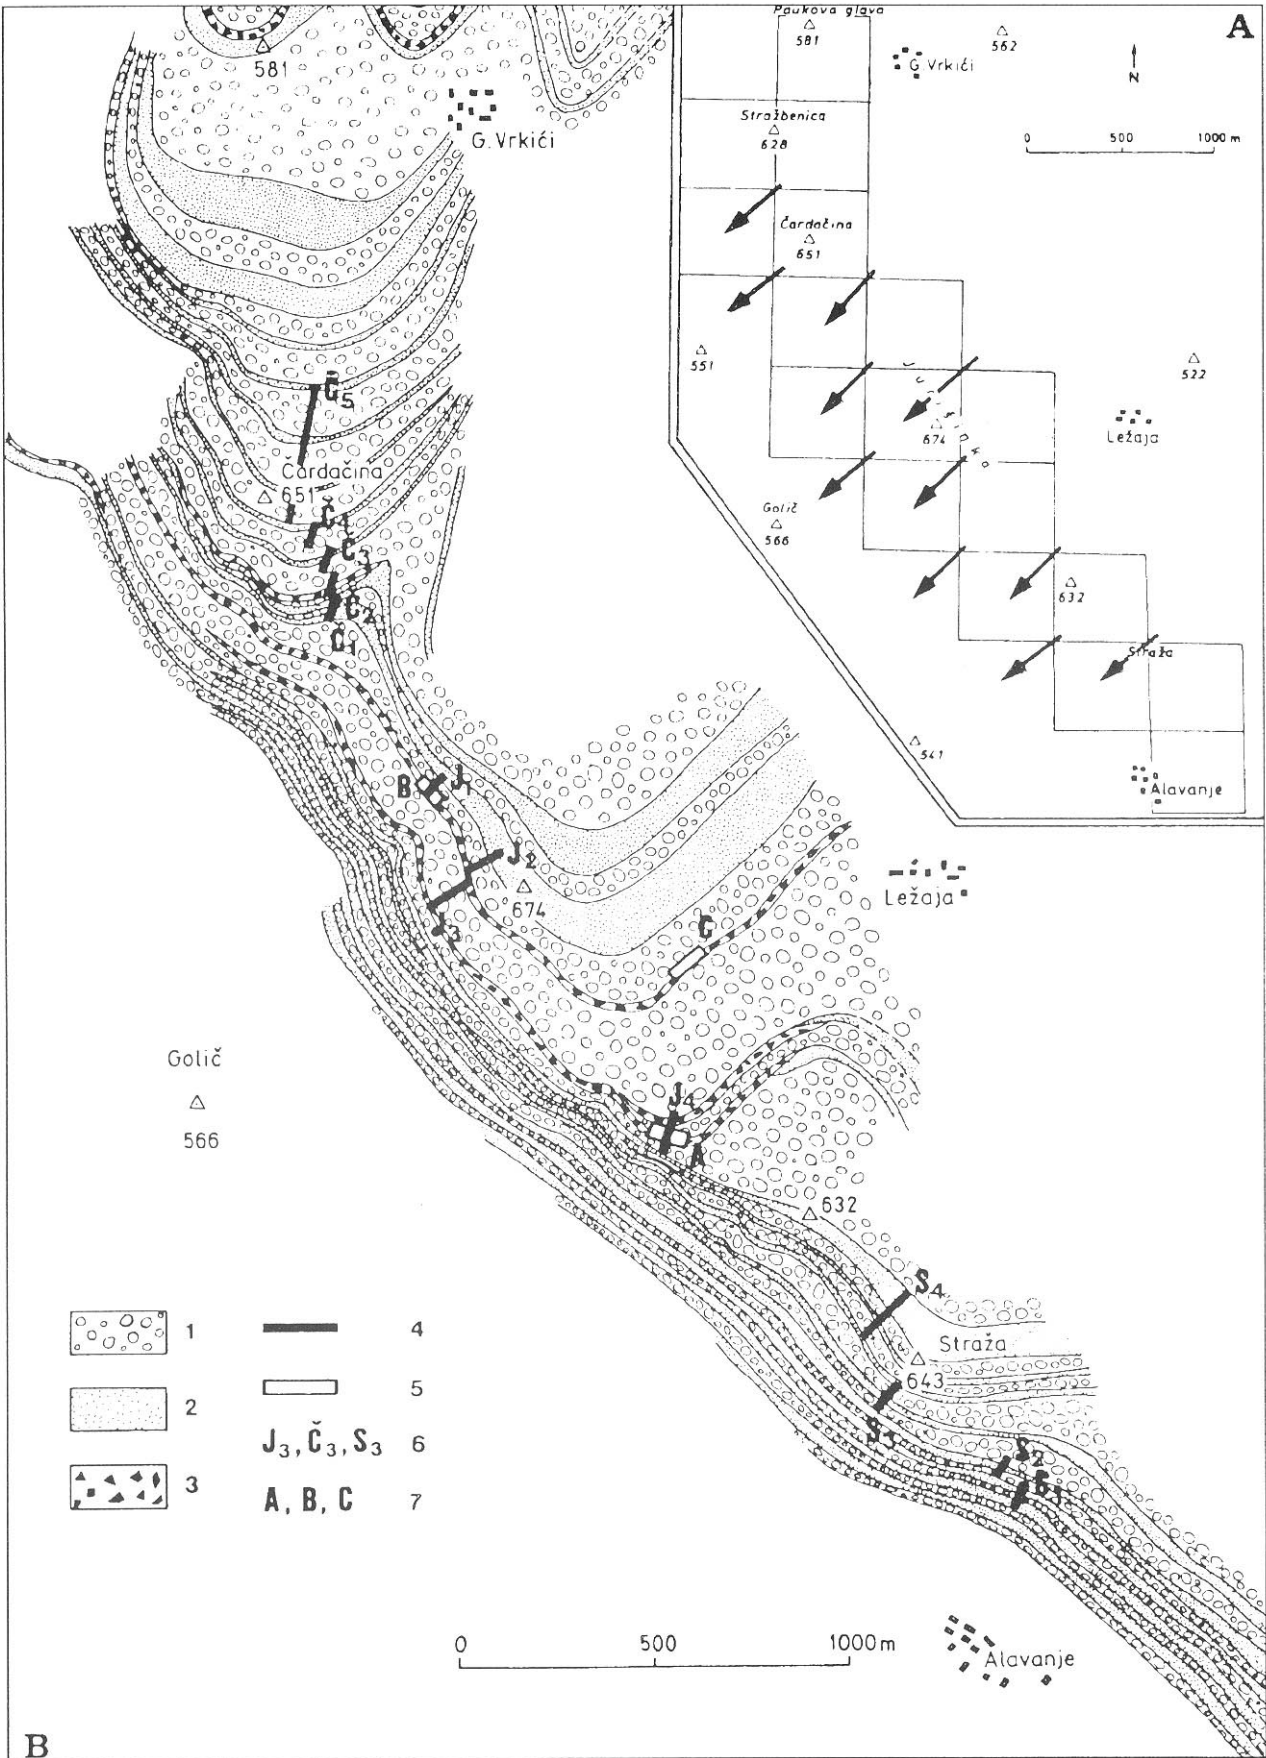 A
Paukova glava
581
562
G. Vrkići
N
Stražbenica
628
0 500 1000 m
Čardačina
651
551
522
674
Ležaja
Golič
566
632
Straža
541
Alavanje
581
G. Vrkići
Č5
Čardačina
651
Č4
Č3
Č2
Č1
B
J1
J2
674
J3
C
Ležaja
Golič
566
J4
A
632
S4
Straža
643
S3
S2
1
2
3
4
5
J3, Č3, S3 6
A, B, C 7
0 500 1000 m
Alavanje
B